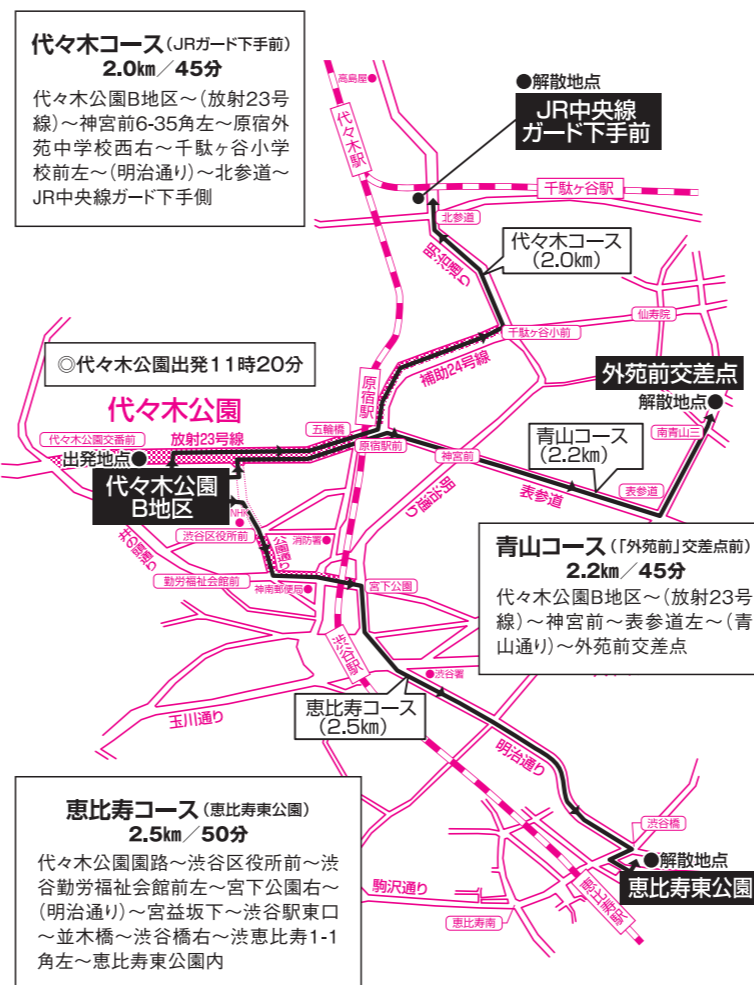 代々木コース(JRガード下手前)
2.0km/45分
代々木公園B地区〜(放射23号
線)〜神宮前6-35角左〜原宿外
苑中学校西右〜千駄ヶ谷小学
校前左〜(明治通り)〜北参道〜
JR中央線ガード下手側
高島屋●
代々木駅
●解散地点
JR中央線
ガード下手前
千駄ヶ谷駅
北参道
明治通り
代々木コース
(2.0km)
仙寿院
千駄ヶ谷小前
補助24号線
◎代々木公園出発11時20分
原宿駅
外苑前交差点
解散地点●
代々木公園
五輪橋
代々木公園交番前
放射23号線
原宿駅前
南青山三
出発地点●
神宮前
青山コース
(2.2km)
代々木公園
B地区
明治通り
表参道
表参道
NHK
井の頭通り
渋谷区役所前
公園通り
消防署●
勤労福祉会館前
神南郵便局●
宮下公園
青山コース(「外苑前」交差点前)
2.2km/45分
代々木公園B地区〜(放射23号
線)〜神宮前〜表参道左〜(青
山通り)〜外苑前交差点
渋谷駅
●渋谷署
玉川通り
恵比寿コース
(2.5km)
明治通り
恵比寿コース(恵比寿東公園)
2.5km/50分
代々木公園園路〜渋谷区役所前〜渋
谷勤労福祉会館前左〜宮下公園右〜
(明治通り)〜宮益坂下〜渋谷駅東口
〜並木橋〜渋谷橋右〜渋恵比寿1-1
角左〜恵比寿東公園内
渋谷橋
●解散地点
恵比寿東公園
駒沢通り
恵比寿駅
恵比寿南